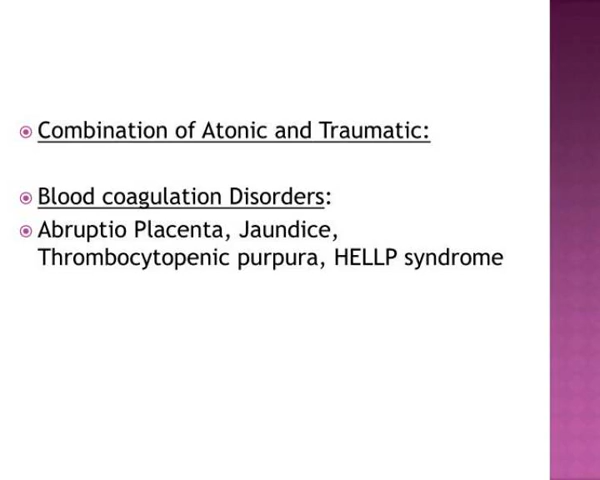 Combination of Atonic and Traumatic:
Blood coagulation Disorders:
Abruptio Placenta, Jaundice,
Thrombocytopenic purpura, HELLP syndrome